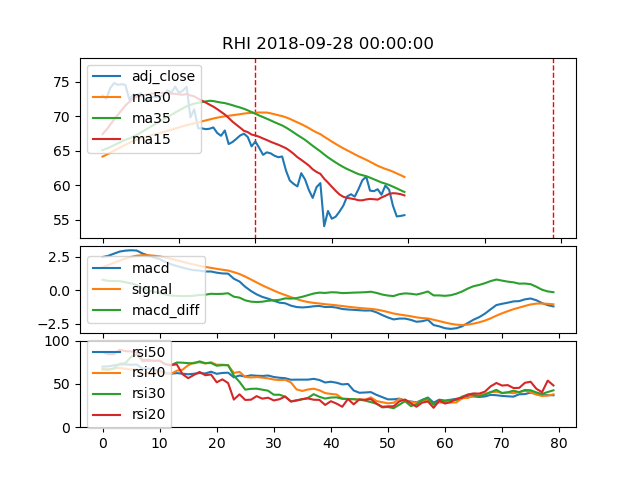 RHI 2018-09-28 00:00:00
adj_close
ma50
ma35
ma15
75
70
65
60
55
macd
signal
macd_diff
2.5
0.0
−2.5
rsi50
rsi40
rsi30
rsi20
100
50
0
0 10 20 30 40 50 60 70 80